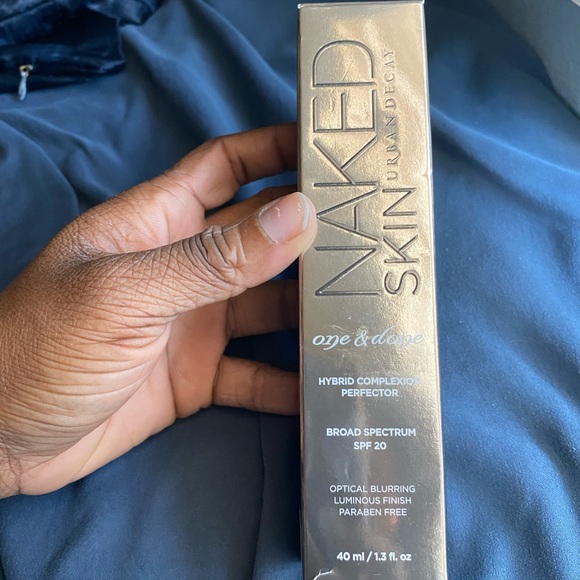 NAKED
SKIN
URBAN DECAY
one & done
HYBRID COMPLEXION
PERFECTOR
BROAD SPECTRUM
SPF 20
OPTICAL BLURRING
LUMINOUS FINISH
PARABEN FREE
40 ml / 1.3 fl. oz